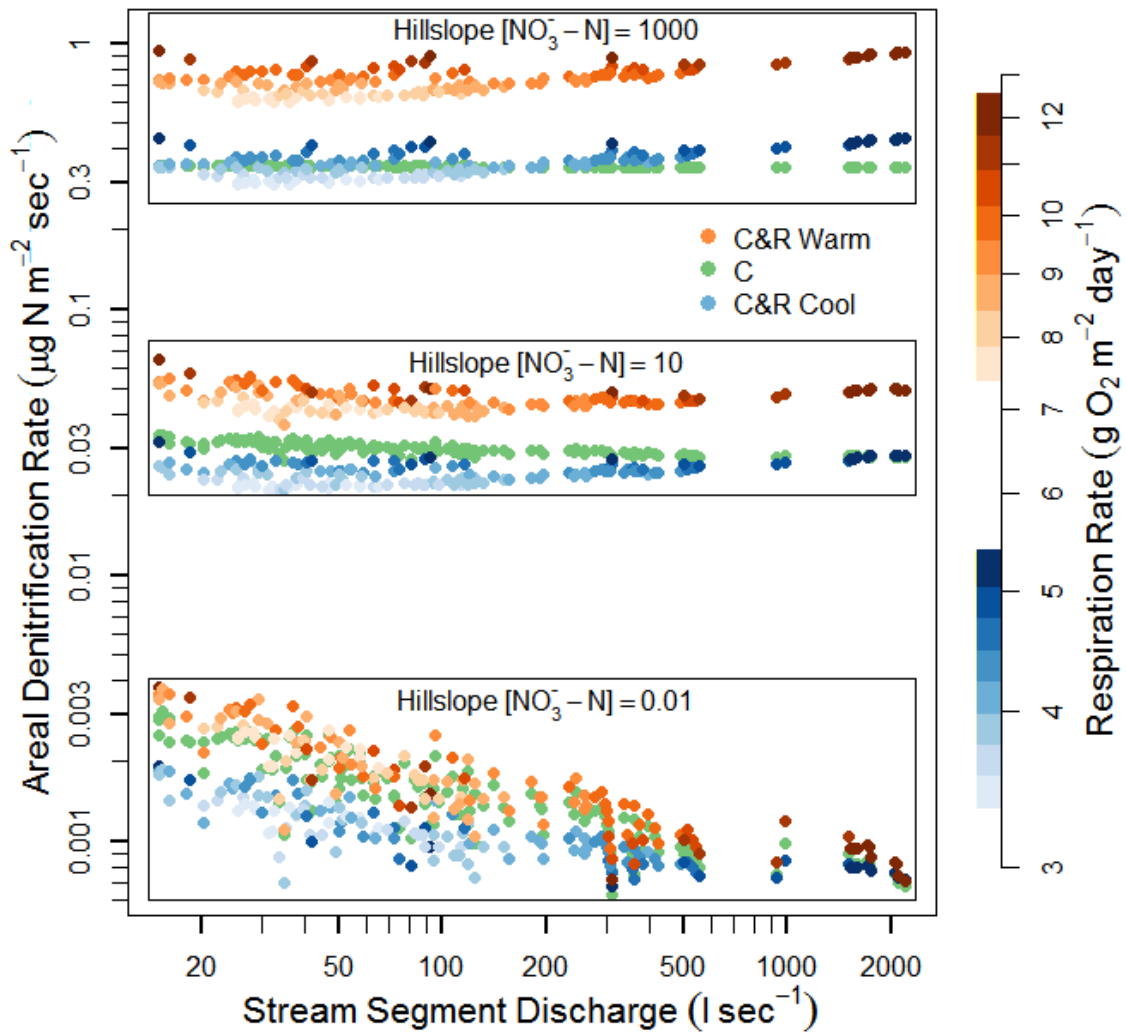 Hillslope [NO₃⁻ – N] = 1000
C&R Warm
C
C&R Cool
Hillslope [NO₃⁻ – N] = 10
Hillslope [NO₃⁻ – N] = 0.01
Areal Denitrification Rate (μg N m⁻² sec⁻¹)
1
0.3
0.1
0.03
0.01
0.003
0.001
20 50 100 200 500 1000 2000
Stream Segment Discharge (l sec⁻¹)
12
10
9
8
7
6
5
4
3
Respiration Rate (g O₂ m⁻² day⁻¹)